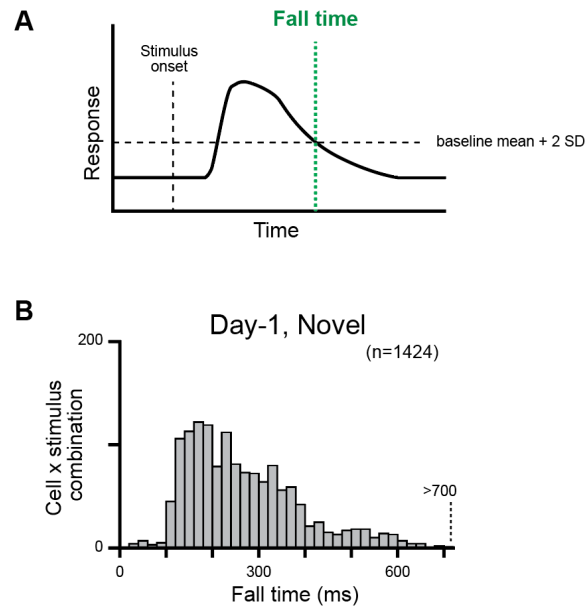 A
Fall time
Stimulus
onset
Response
baseline mean + 2 SD
Time
B
Day-1, Novel
(n=1424)
200
Cell x stimulus
combination
>700
0
0
300
600
Fall time (ms)